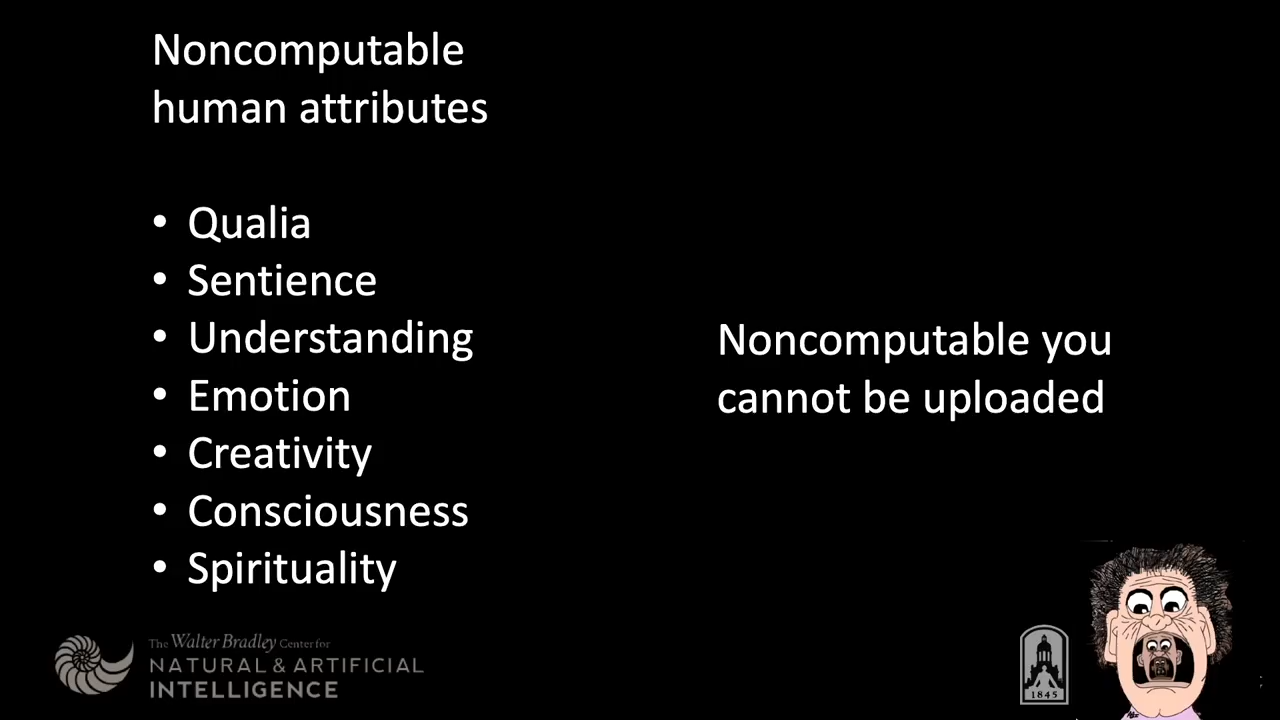 Noncomputable
human attributes
• Qualia
• Sentience
• Understanding
• Emotion
• Creativity
• Consciousness
• Spirituality
Noncomputable you
cannot be uploaded
The Walter Bradley Center for
NATURAL & ARTIFICIAL
INTELLIGENCE
1845